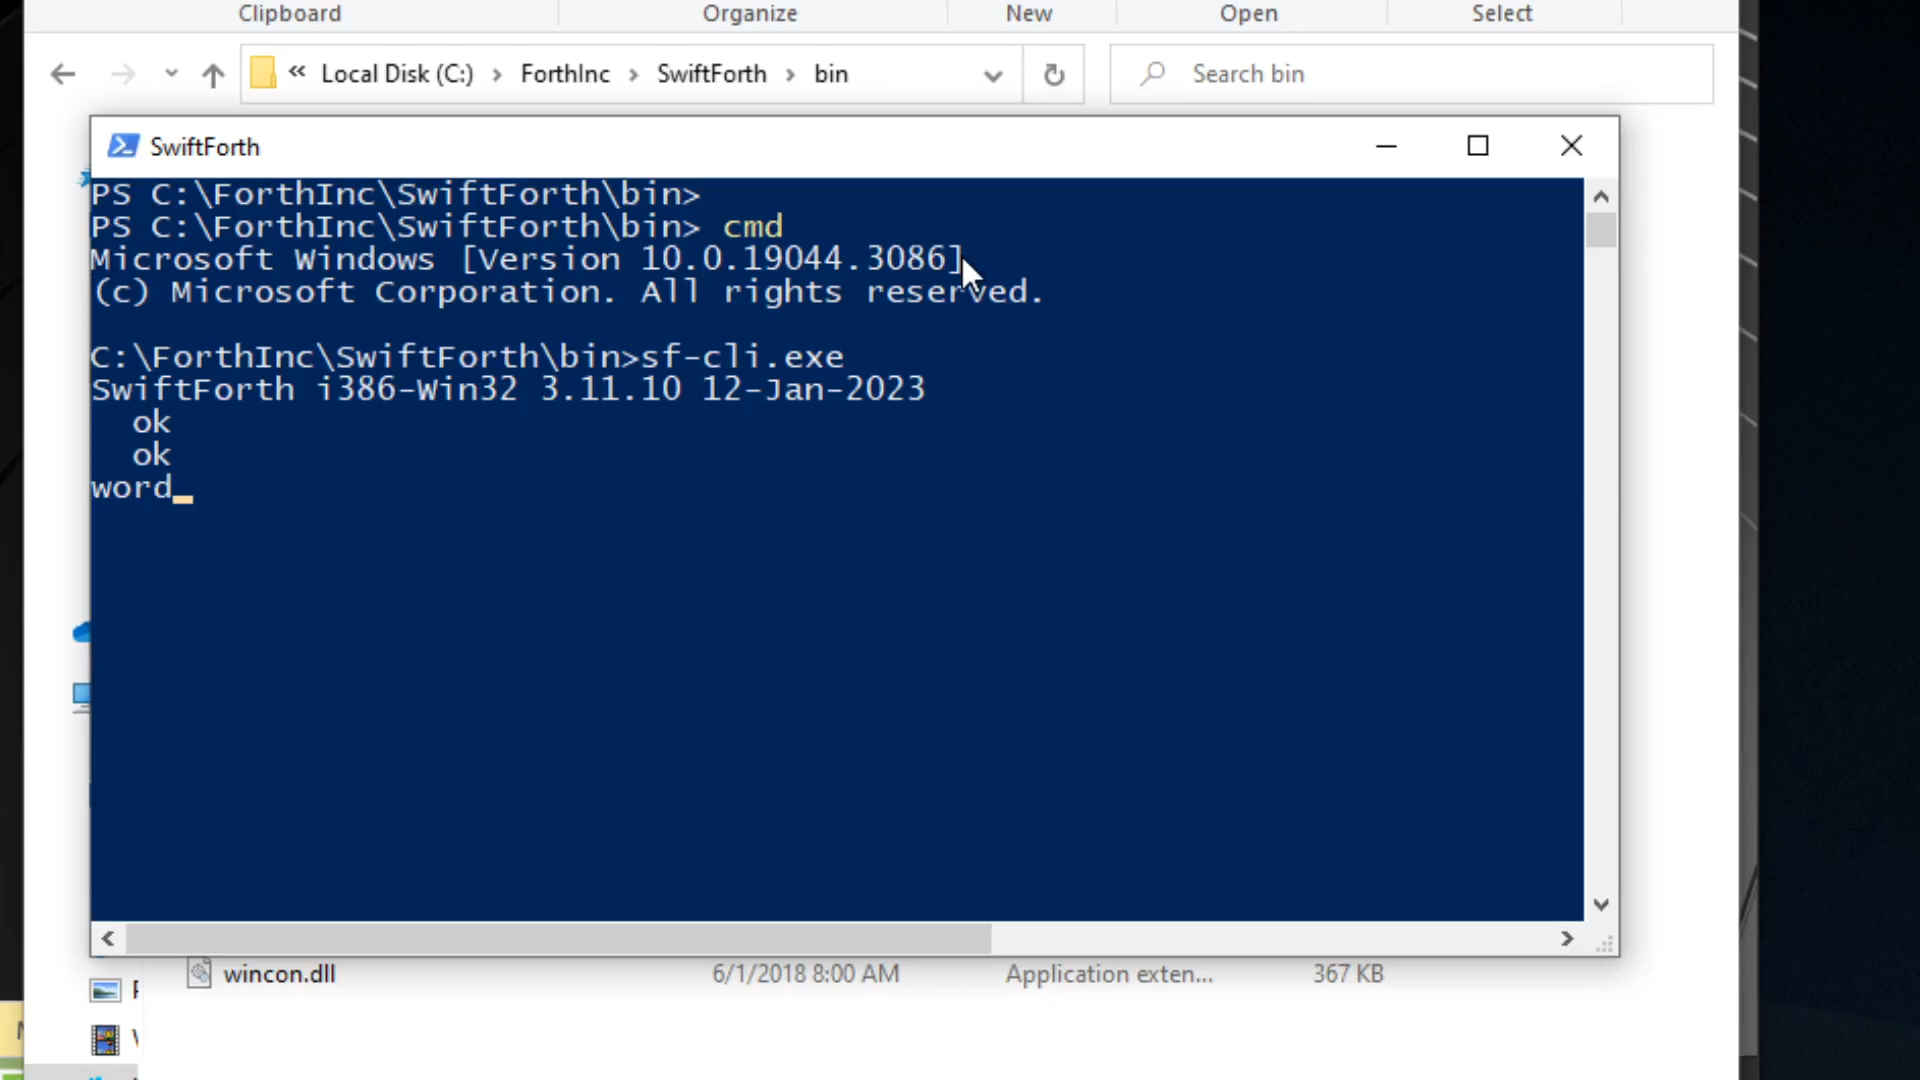 Clipboard Organize New Open Select
« Local Disk (C:) › ForthInc › SwiftForth › bin Search bin
SwiftForth
PS C:\ForthInc\SwiftForth\bin>
PS C:\ForthInc\SwiftForth\bin> cmd
Microsoft Windows [Version 10.0.19044.3086]
(c) Microsoft Corporation. All rights reserved.
C:\ForthInc\SwiftForth\bin>sf-cli.exe
SwiftForth i386-Win32 3.11.10 12-Jan-2023
ok
ok
word
wincon.dll 6/1/2018 8:00 AM Application exten... 367 KB